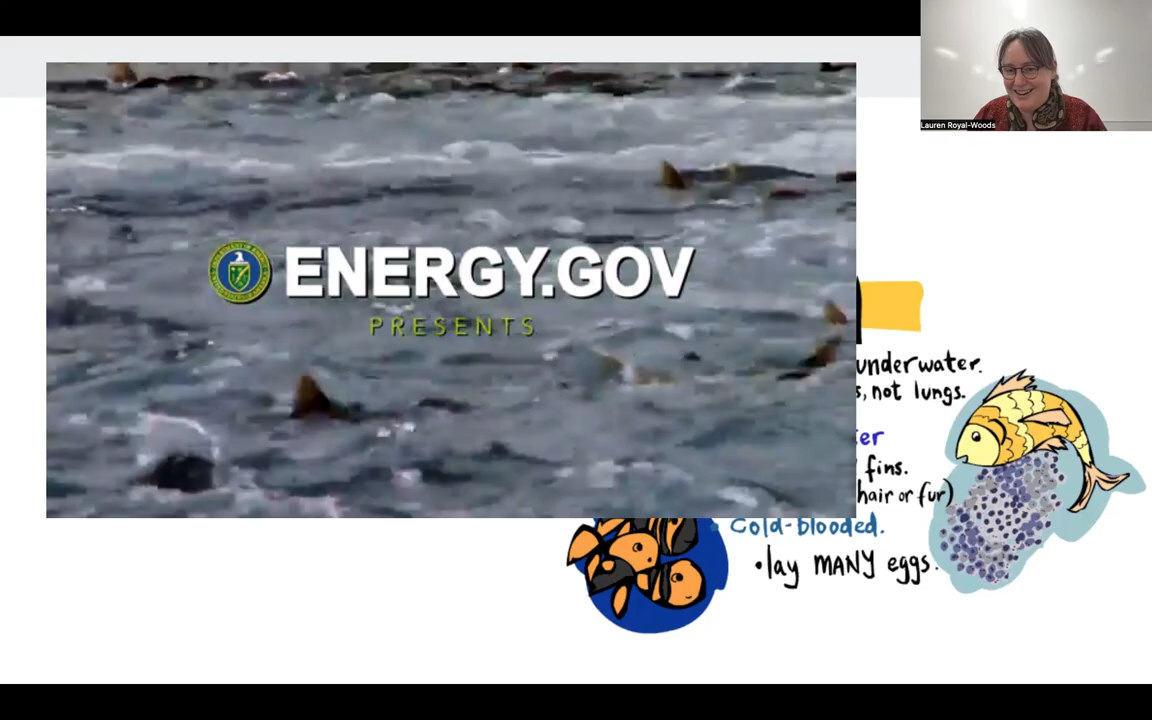 Lauren Royal-Woods
ENERGY.GOV
PRESENTS
underwater.
s, not lungs.
er
fins.
hair or fur)
Cold-blooded.
•lay MANY eggs.